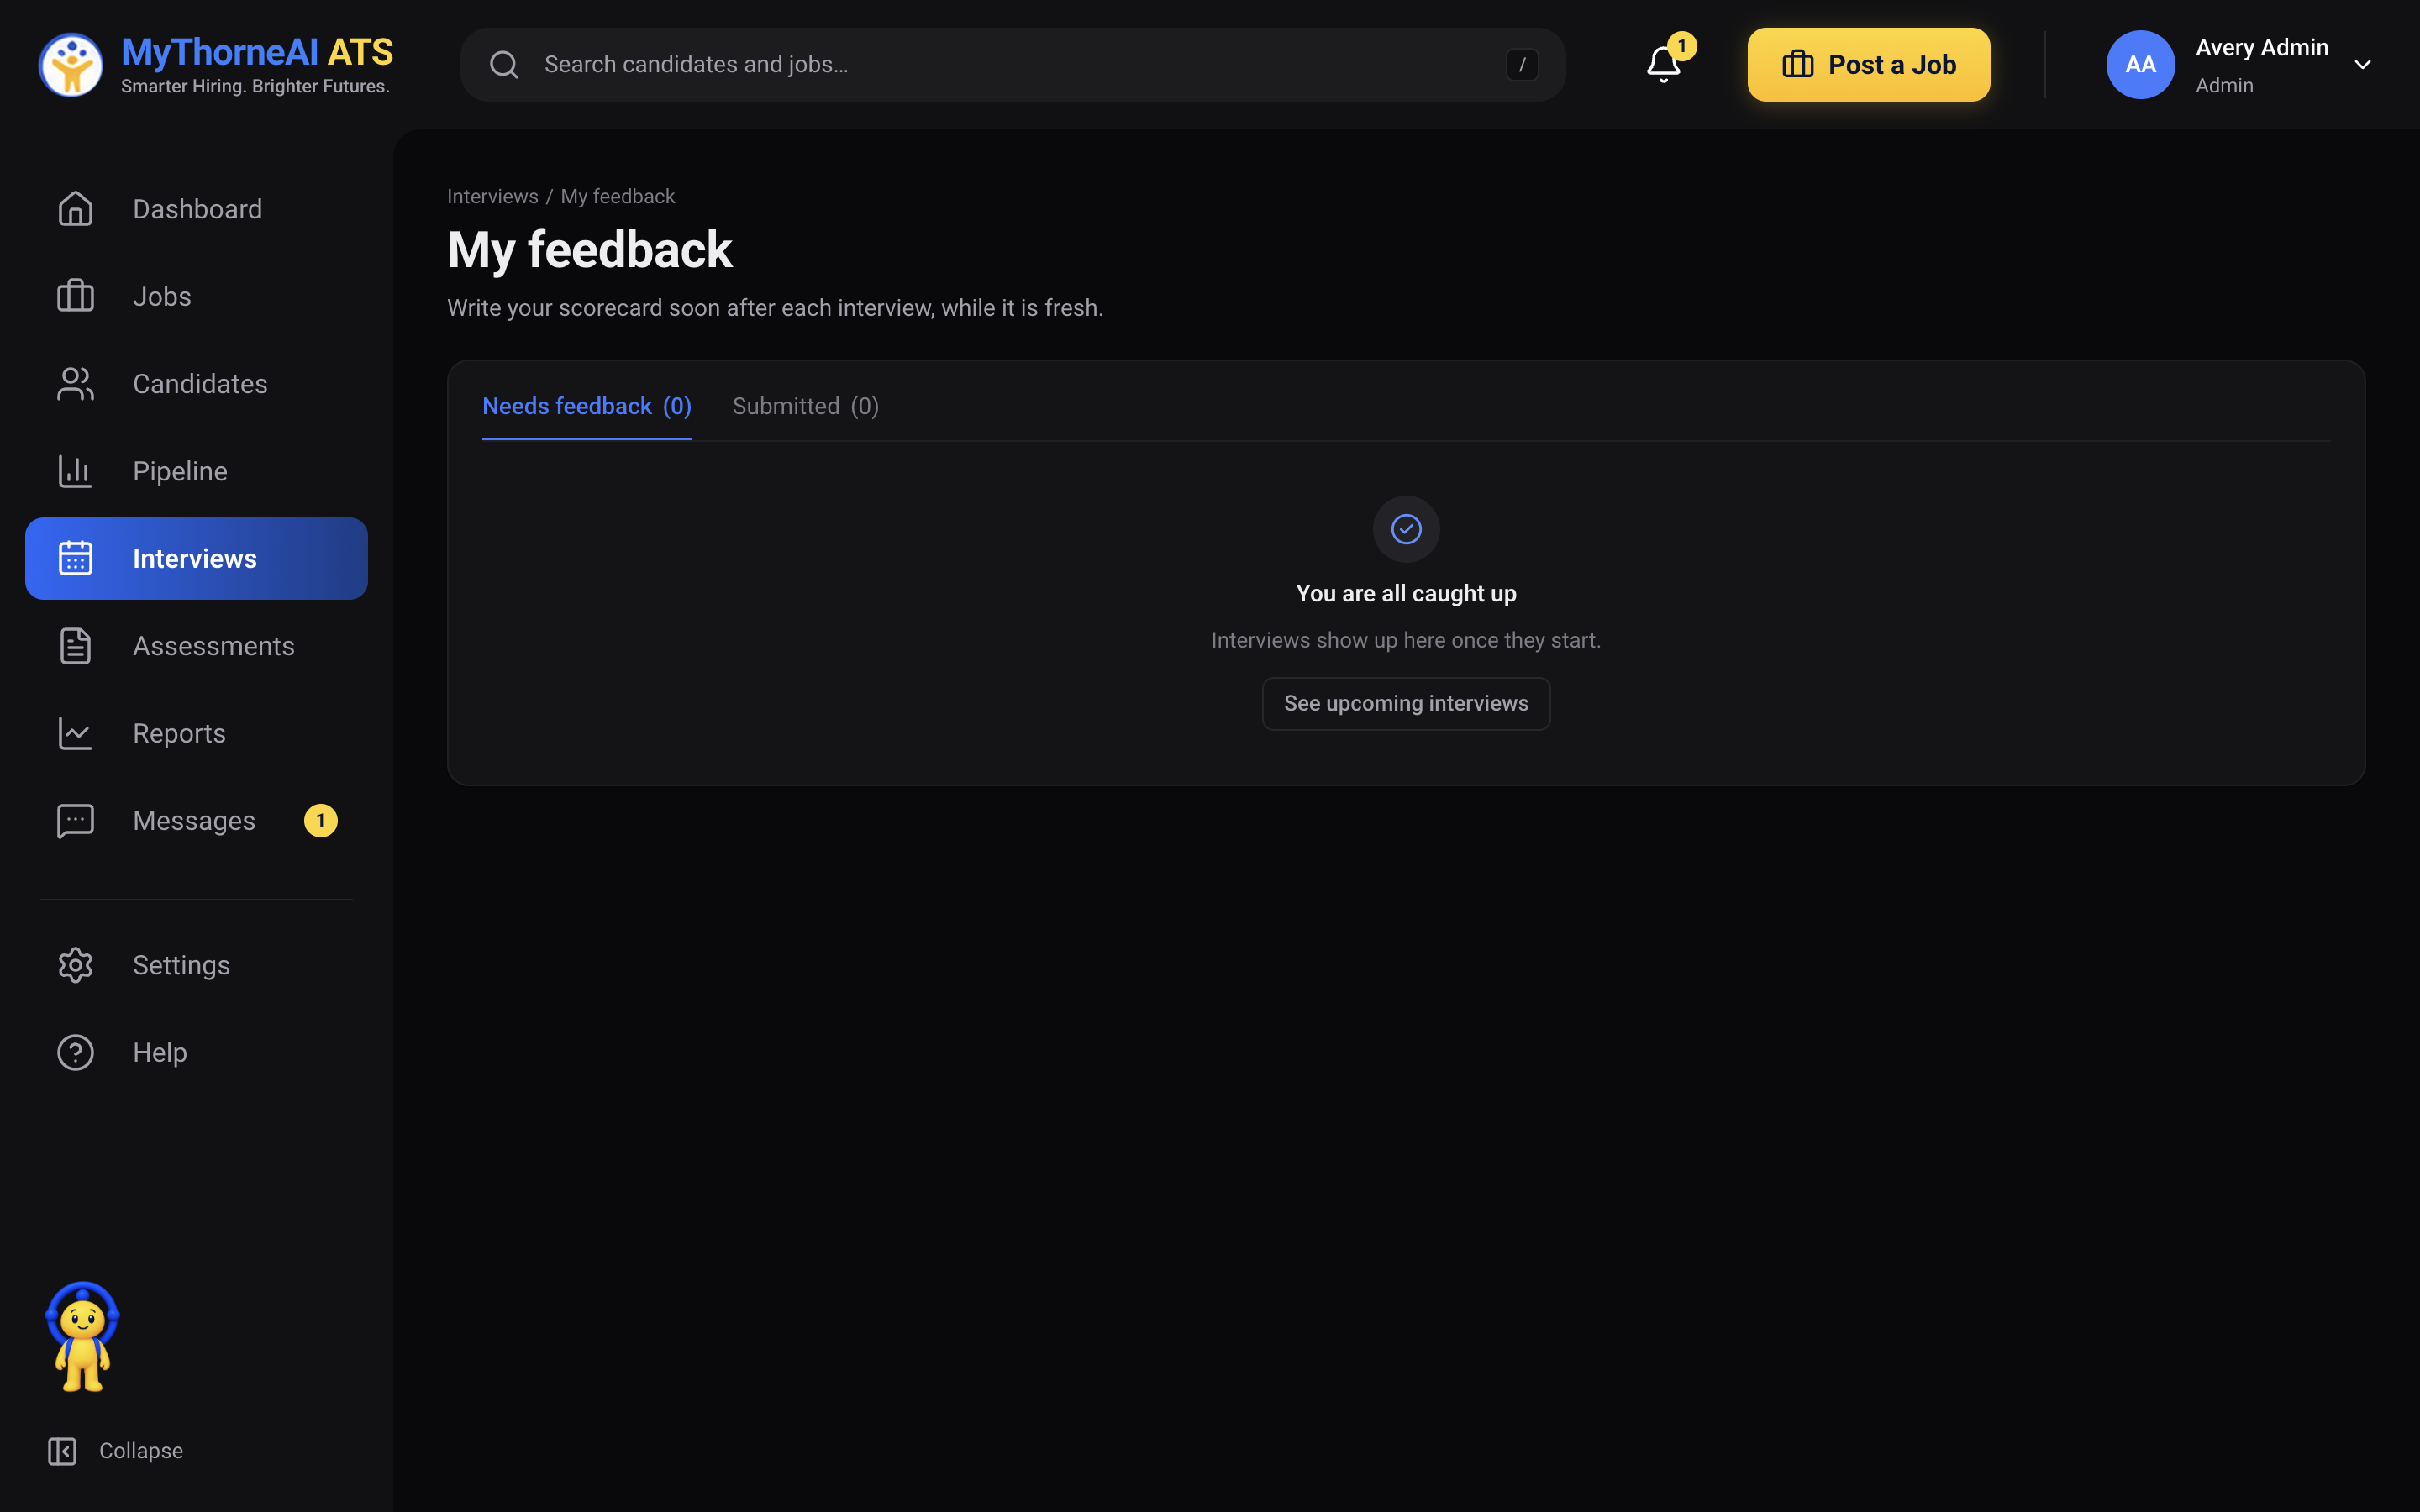 MyThorneAI ATS
Smarter Hiring. Brighter Futures.
Search candidates and jobs...
/
1
Post a Job
AA
Avery Admin
Admin
Dashboard
Jobs
Candidates
Pipeline
Interviews
Assessments
Reports
Messages 1
Settings
Help
Collapse
Interviews / My feedback
My feedback
Write your scorecard soon after each interview, while it is fresh.
Needs feedback (0) Submitted (0)
You are all caught up
Interviews show up here once they start.
See upcoming interviews